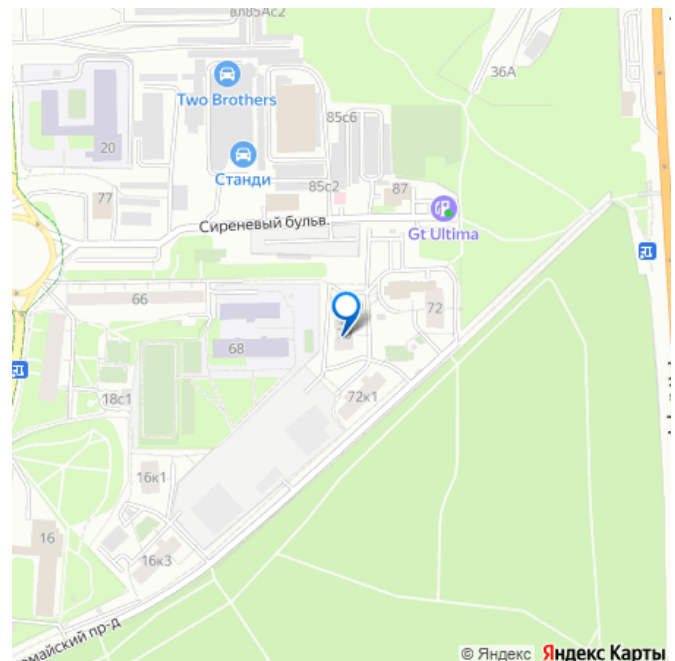 вл85Ас2
36А
Two Brothers
85с6
20
Станди
85с2
87
77
Сиреневый бульв.
Gt Ultima
66
72
68
18с1
72к1
16к1
16
16к3
майский пр-д
© Яндекс Яндекс Карты